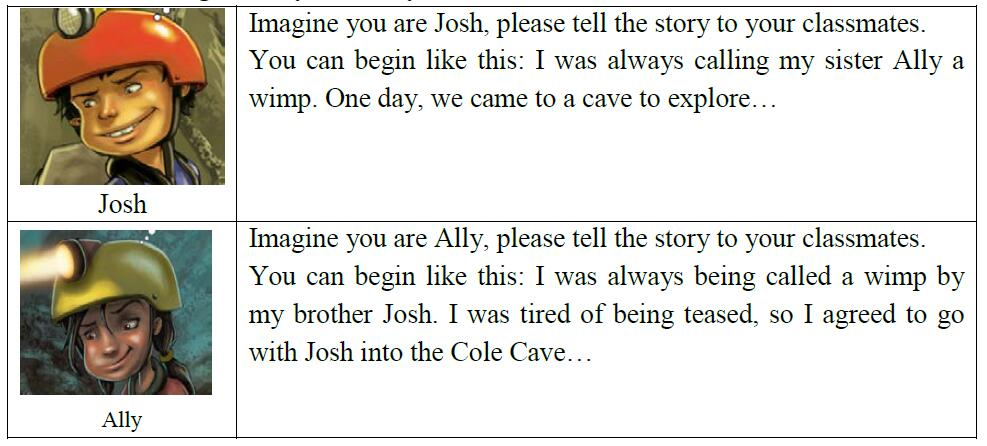 Imagine you are Josh, please tell the story to your classmates.
You can begin like this: I was always calling my sister Ally a
wimp. One day, we came to a cave to explore…
Josh
Imagine you are Ally, please tell the story to your classmates.
You can begin like this: I was always being called a wimp by
my brother Josh. I was tired of being teased, so I agreed to go
with Josh into the Cole Cave…
Ally